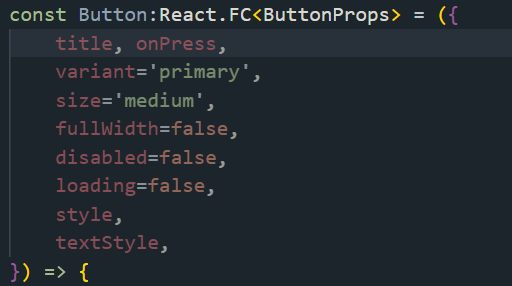 const Button:React.FC<ButtonProps> = ({
title, onPress,
variant='primary',
size='medium',
fullWidth=false,
disabled=false,
loading=false,
style,
textStyle,
}) => {